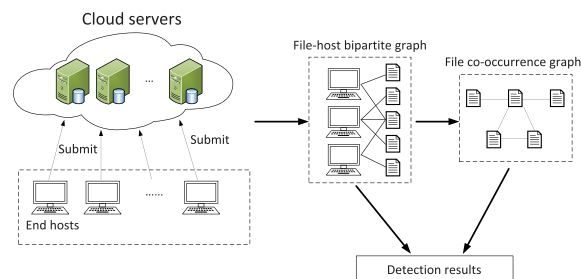 Cloud servers
...
Submit
Submit
......
End hosts
File-host bipartite graph
File co-occurrence graph
Detection results